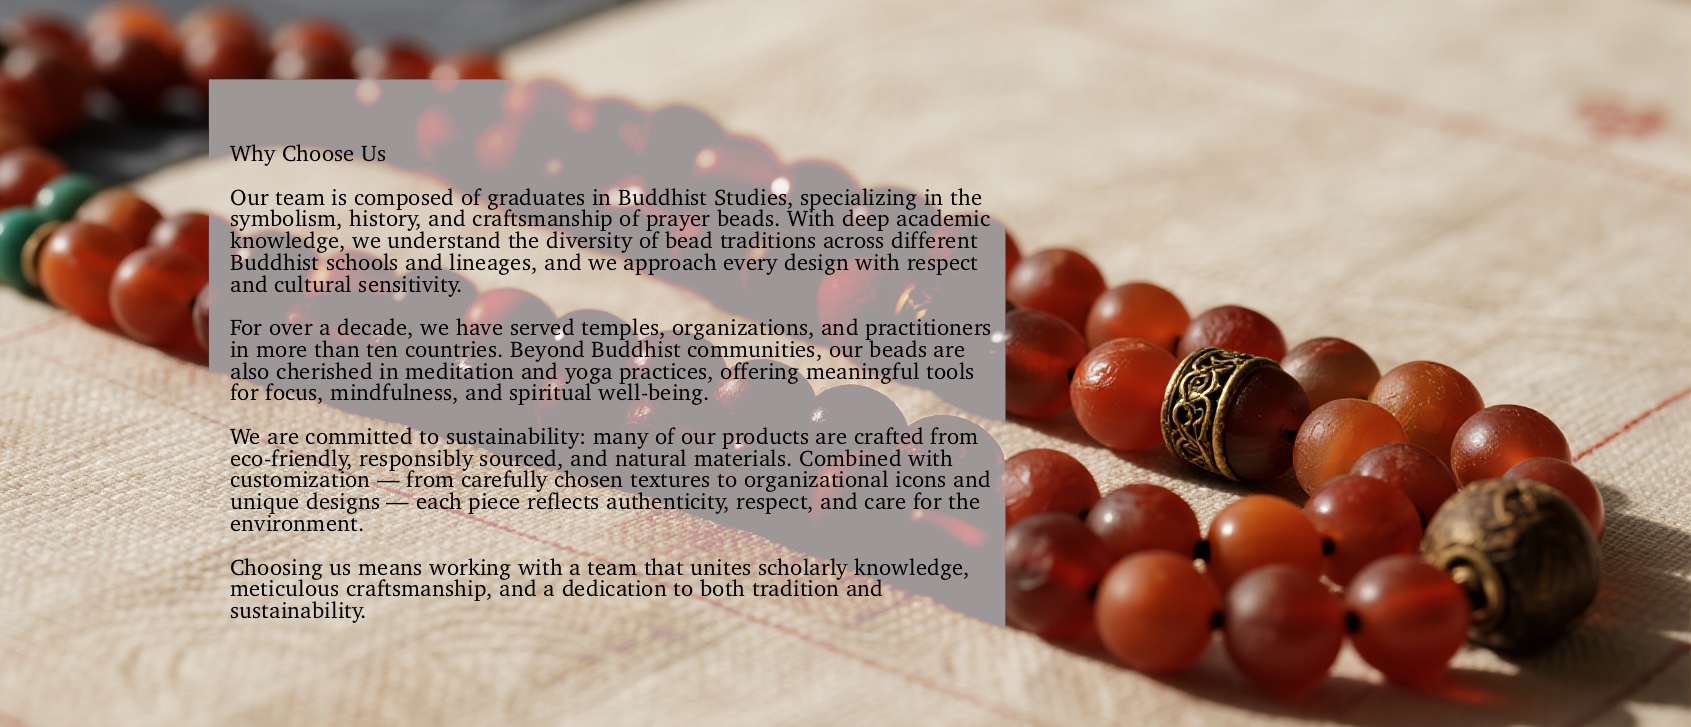 Why Choose Us
Our team is composed of graduates in Buddhist Studies, specializing in the
symbolism, history, and craftsmanship of prayer beads. With deep academic
knowledge, we understand the diversity of bead traditions across different
Buddhist schools and lineages, and we approach every design with respect
and cultural sensitivity.
For over a decade, we have served temples, organizations, and practitioners
in more than ten countries. Beyond Buddhist communities, our beads are
also cherished in meditation and yoga practices, offering meaningful tools
for focus, mindfulness, and spiritual well-being.
We are committed to sustainability: many of our products are crafted from
eco-friendly, responsibly sourced, and natural materials. Combined with
customization — from carefully chosen textures to organizational icons and
unique designs — each piece reflects authenticity, respect, and care for the
environment.
Choosing us means working with a team that unites scholarly knowledge,
meticulous craftsmanship, and a dedication to both tradition and
sustainability.